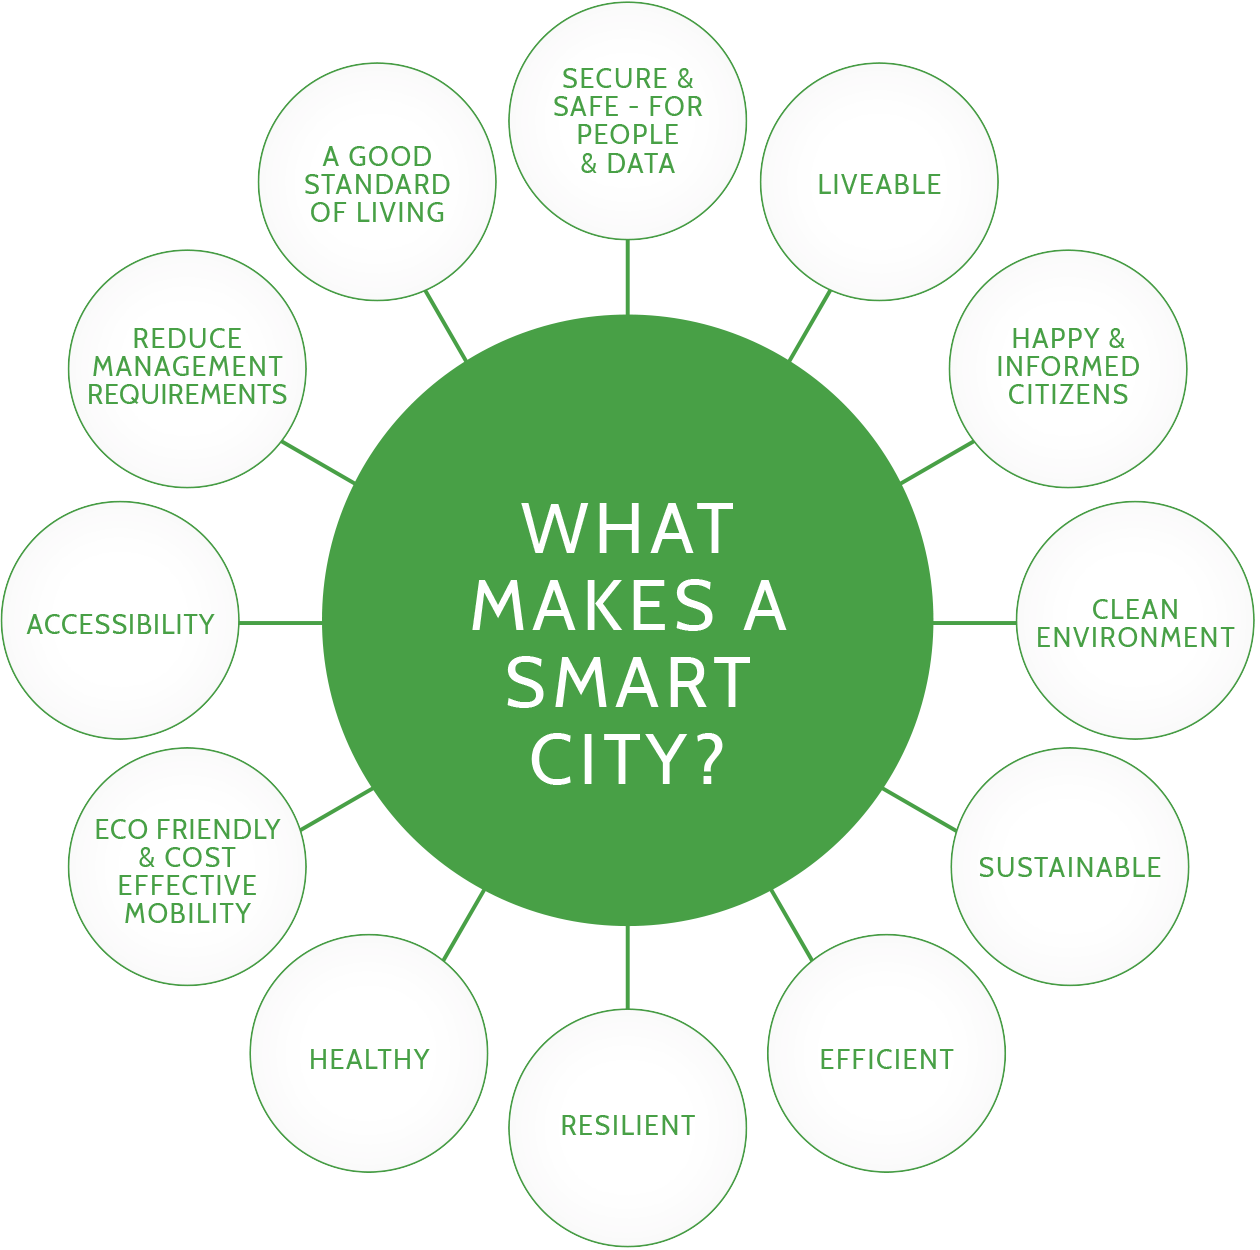 SECURE &
SAFE - FOR
PEOPLE
& DATA
LIVEABLE
HAPPY &
INFORMED
CITIZENS
CLEAN
ENVIRONMENT
SUSTAINABLE
EFFICIENT
RESILIENT
HEALTHY
ECO FRIENDLY
& COST
EFFECTIVE
MOBILITY
ACCESSIBILITY
REDUCE
MANAGEMENT
REQUIREMENTS
A GOOD
STANDARD
OF LIVING
WHAT
MAKES A
SMART
CITY?